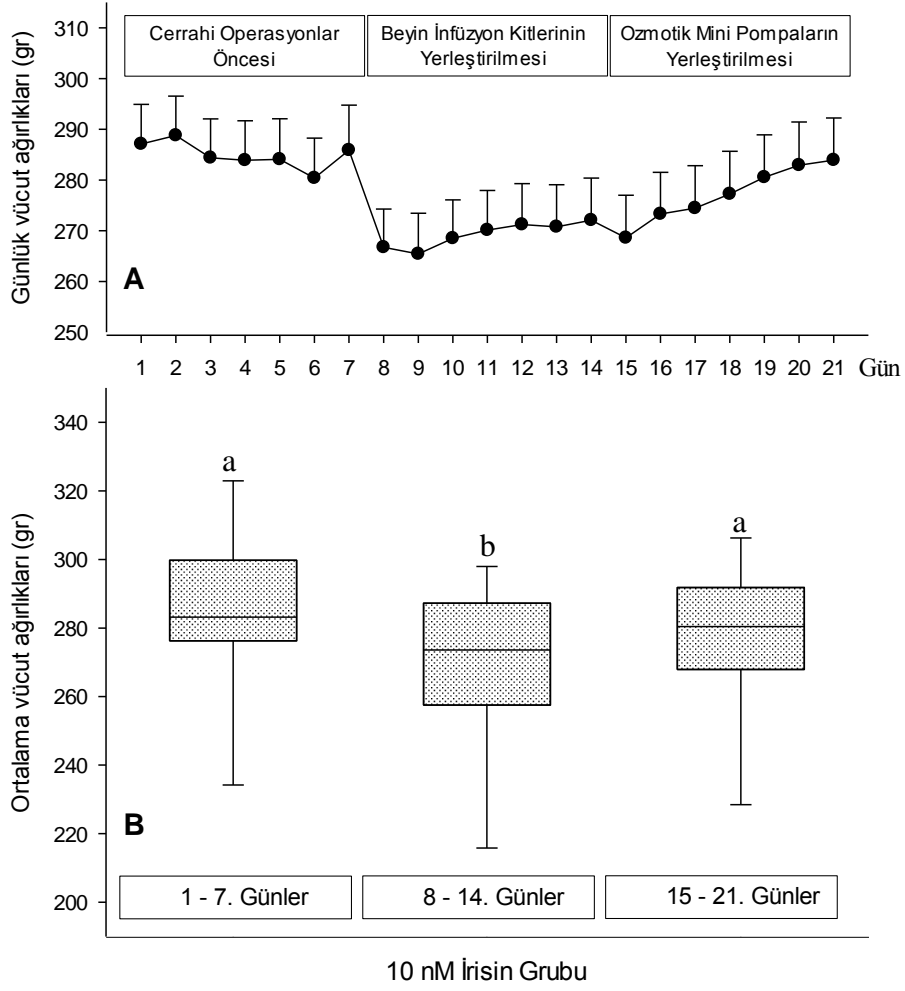 Günlük vücut ağırlıkları (gr)
310
300
290
280
270
260
250
Cerrahi Operasyonlar
Öncesi
Beyin İnfüzyon Kitlerinin
Yerleştirilmesi
Ozmotik Mini Pompaların
Yerleştirilmesi
A
1 2 3 4 5 6 7 8 9 10 11 12 13 14 15 16 17 18 19 20 21 Gün
Ortalama vücut ağırlıkları (gr)
340
320
300
280
260
240
220
200
a
b
a
B
1 - 7. Günler
8 - 14. Günler
15 - 21. Günler
10 nM İrisin Grubu